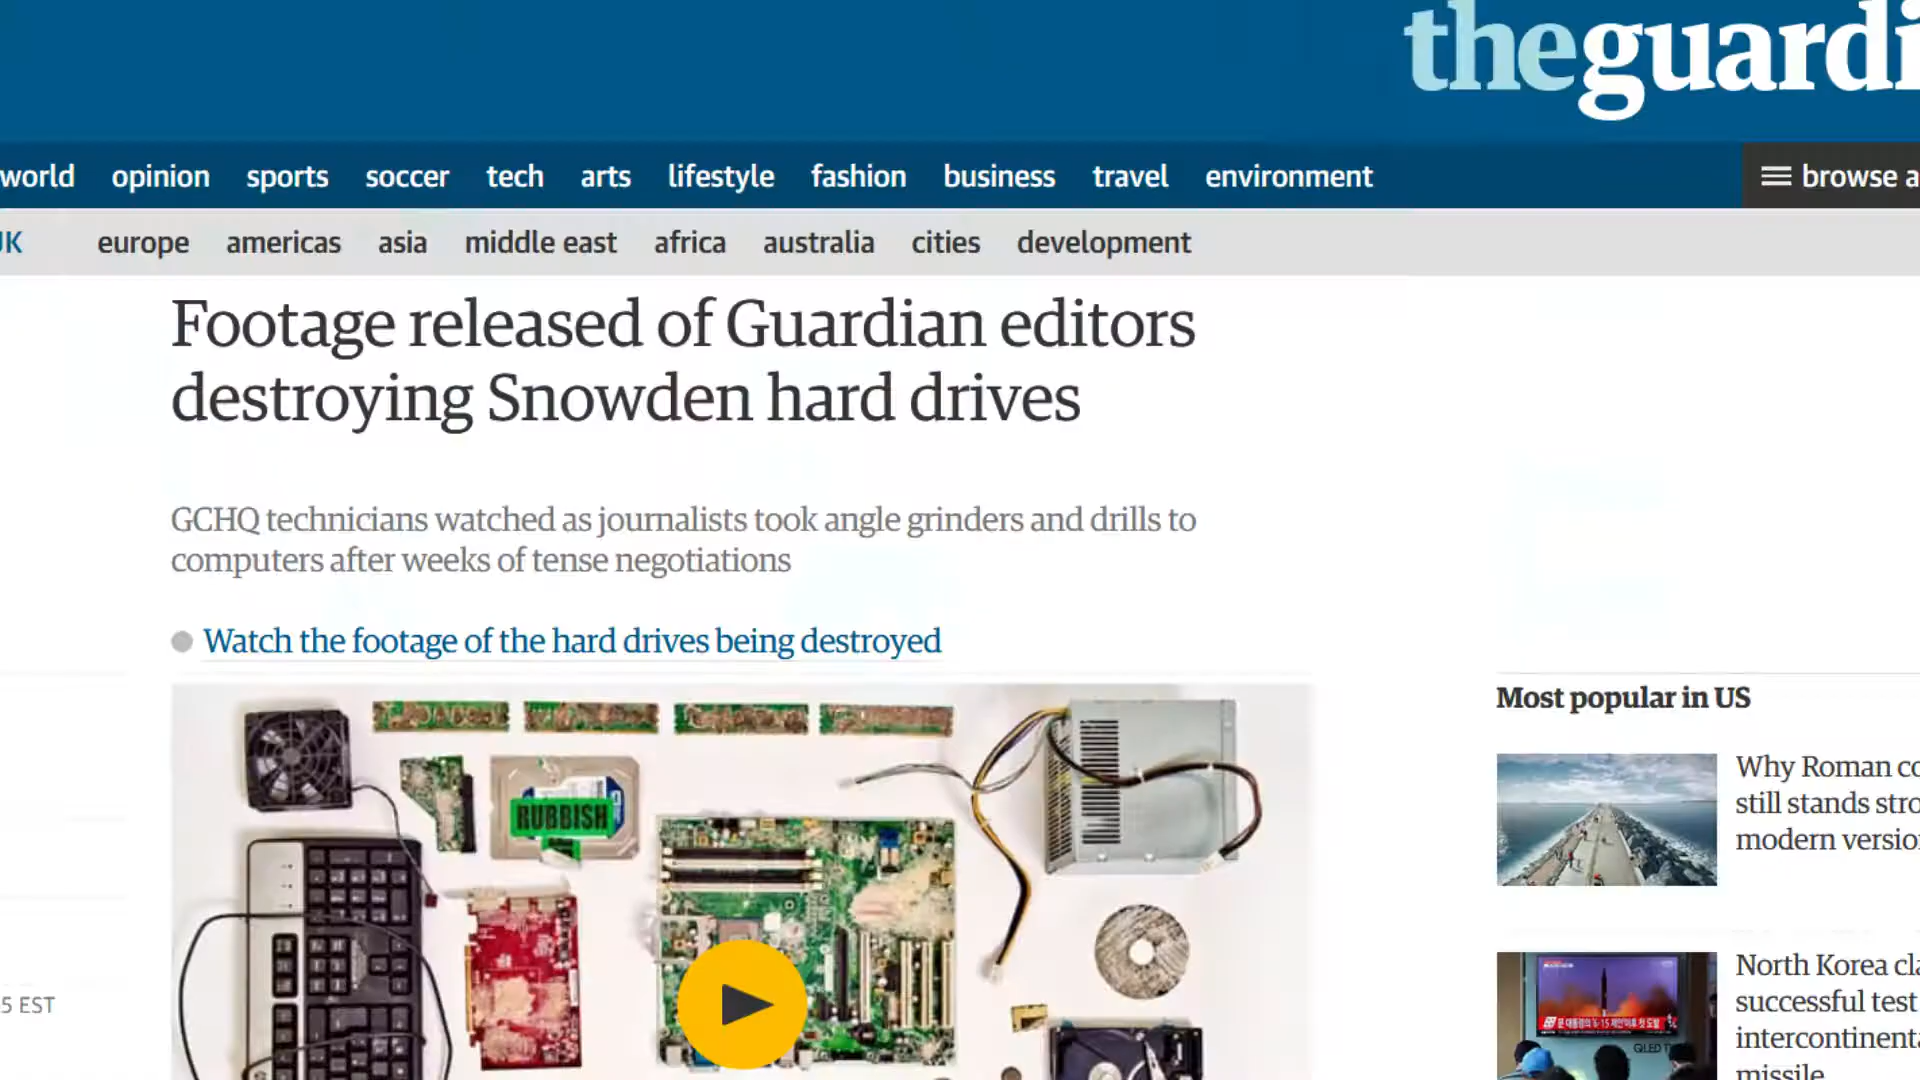 theguardi
world opinion sports soccer tech arts lifestyle fashion business travel environment
browse a
UK europe americas asia middle east africa australia cities development
Footage released of Guardian editors
destroying Snowden hard drives
GCHQ technicians watched as journalists took angle grinders and drills to
computers after weeks of tense negotiations
Watch the footage of the hard drives being destroyed
RUBBISH
5 EST
Most popular in US
Why Roman co
still stands stro
modern versio
North Korea cla
successful test
intercontinenta
missile
QLED T